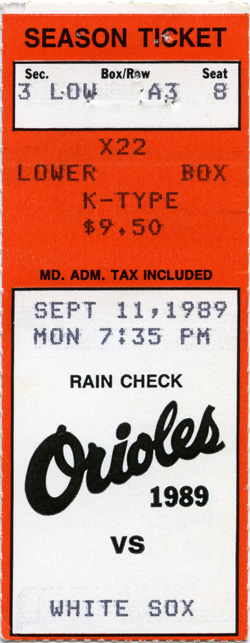 SEASON TICKET
Sec. Box/Row Seat
3 LOW A3 8
X22
LOWER BOX
K-TYPE
$9.50
MD. ADM. TAX INCLUDED
SEPT 11,1989
MON 7:35 PM
RAIN CHECK
Orioles
1989
VS
WHITE SOX